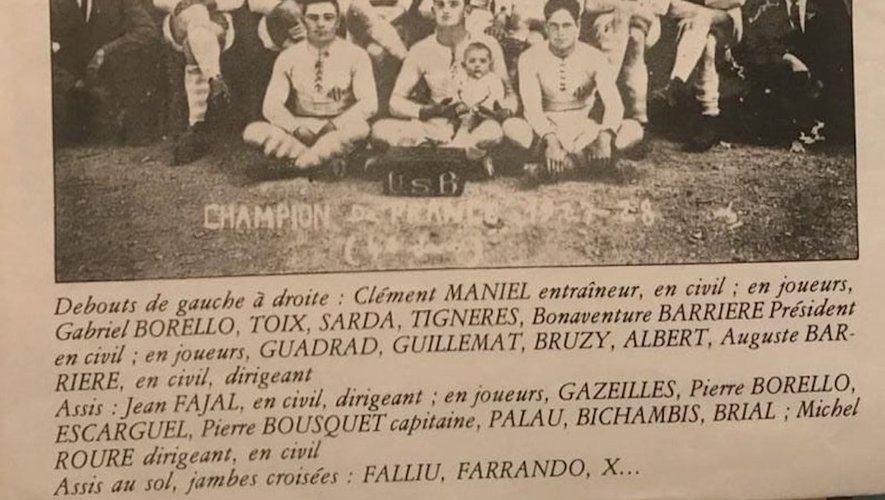 U.S.B
CHAMPION DE FRANCE 1927-28
Debouts de gauche à droite : Clément MANIEL entraîneur, en civil ; en joueurs,
Gabriel BORELLO, TOIX, SARDA, TIGNERES, Bonaventure BARRIERE Président
en civil ; en joueurs, GUADRAD, GUILLEMAT, BRUZY, ALBERT, Auguste BAR-
RIERE, en civil, dirigeant
Assis : Jean FAJAL, en civil, dirigeant ; en joueurs, GAZEILLES, Pierre BORELLO,
ESCARGUEL, Pierre BOUSQUET capitaine, PALAU, BICHAMBIS, BRIAL ; Michel
ROURE dirigeant, en civil
Assis au sol, jambes croisées : FALLIU, FARRANDO, X...